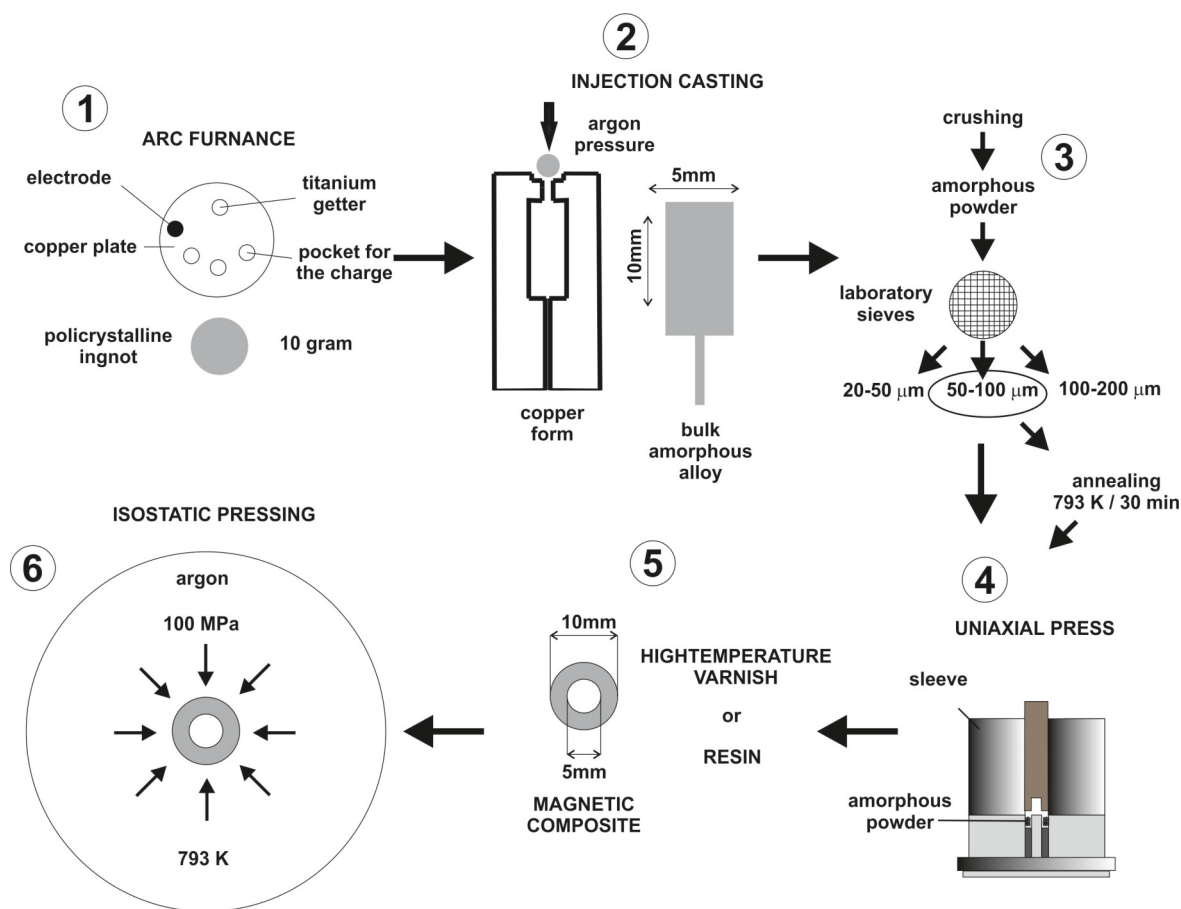 1
ARC FURNANCE
electrode
titanium
getter
copper plate
pocket for
the charge
policrystalline
ingnot
10 gram
2
INJECTION CASTING
argon
pressure
5mm
10mm
copper
form
bulk
amorphous
alloy
3
crushing
amorphous
powder
laboratory
sieves
20-50 μm
50-100 μm
100-200 μm
annealing
793 K / 30 min
4
UNIAXIAL PRESS
sleeve
amorphous
powder
5
10mm
HIGHTEMPERATURE
VARNISH
or
RESIN
5mm
MAGNETIC
COMPOSITE
ISOSTATIC PRESSING
6
argon
100 MPa
793 K